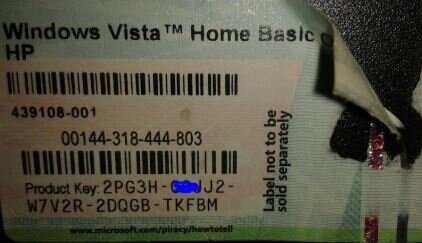 Windows Vista™ Home Basic
HP
439108-001
00144-318-444-803
Product Key: 2PG3H- JJ2-
W7V2R-2DQGB-TKFBM
www.microsoft.com/piracy/howtotell
Label not to be
sold separately